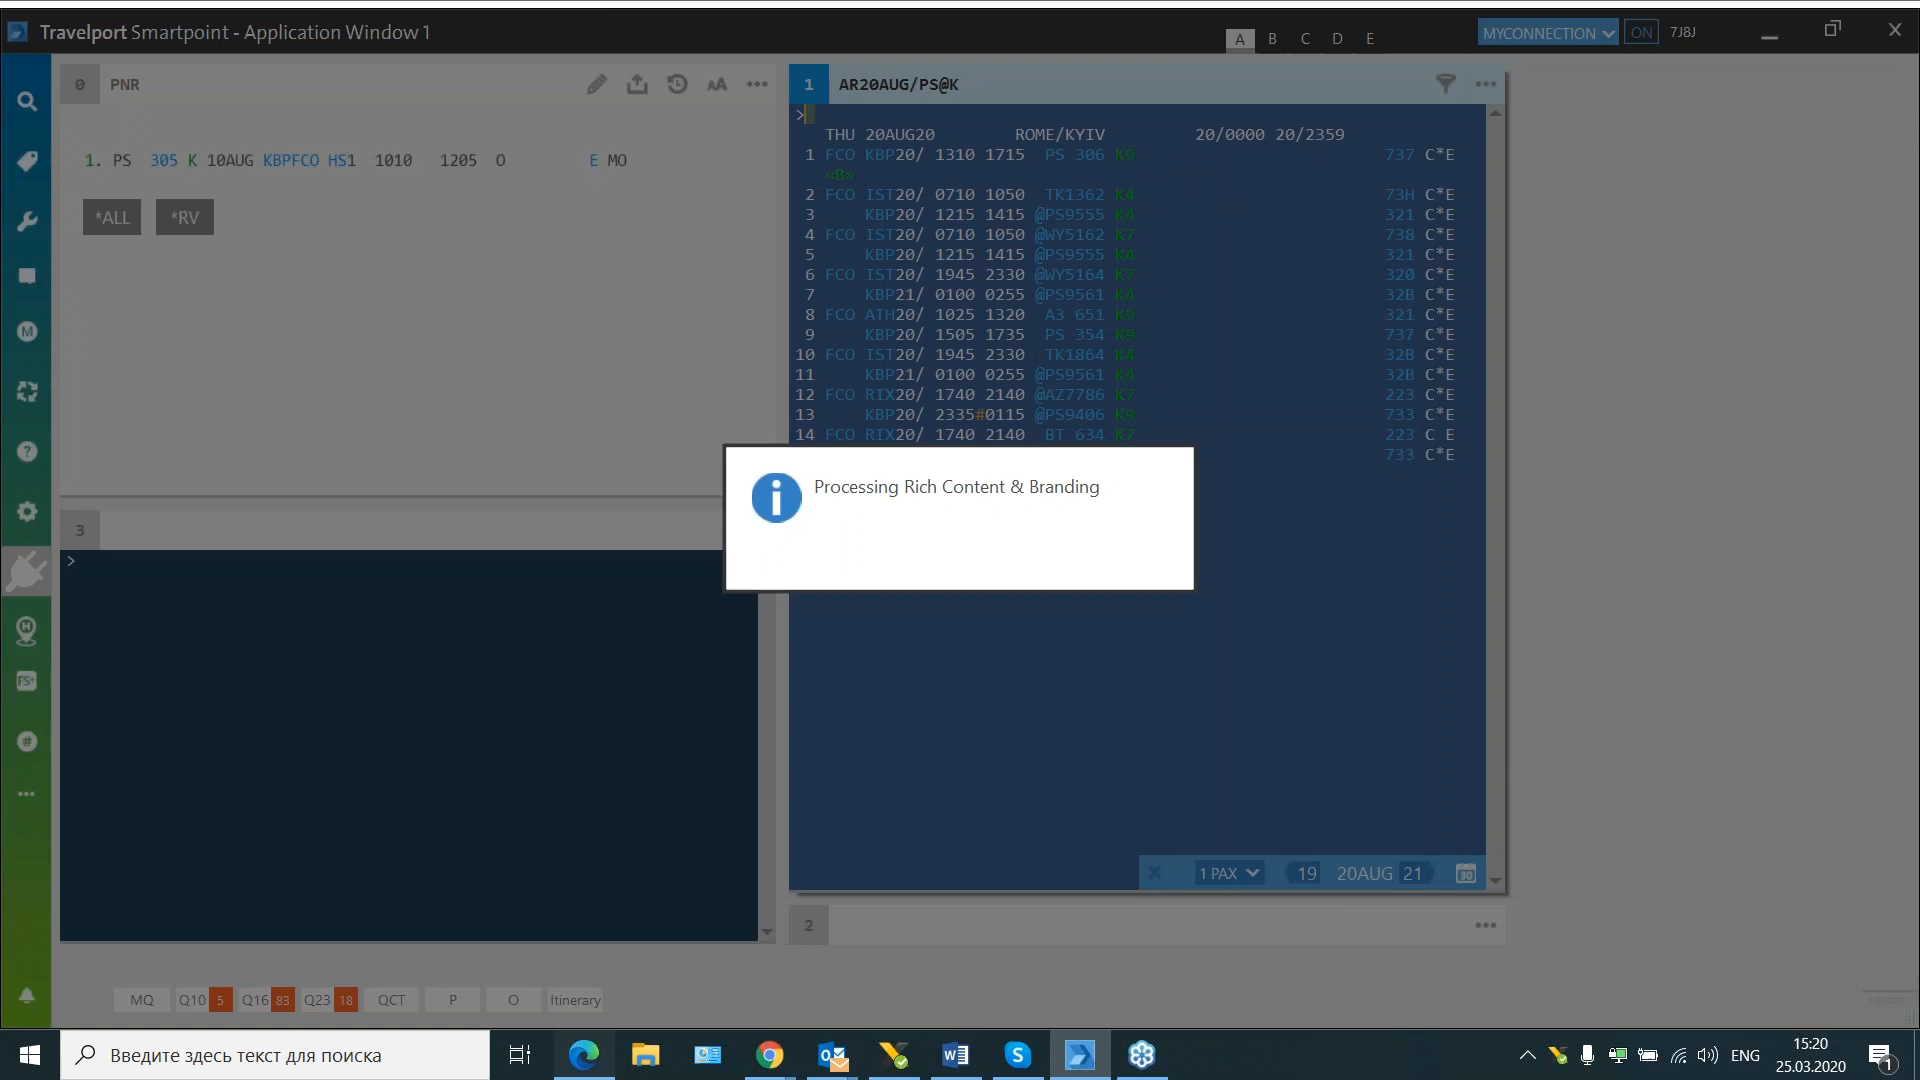 Travelport Smartpoint - Application Window 1
A B C D E
MYCONNECTION ON 7J8J
0 PNR
1. PS 305 K 10AUG KBPFCO HS1 1010 1205 O E MO
*ALL *RV
1 AR20AUG/PS@K
>
THU 20AUG20 ROME/KYIV 20/0000 20/2359
1 FCO KBP20/ 1310 1715 PS 306 K9 737 C*E
«B»
2 FCO IST20/ 0710 1050 TK1362 K4 73H C*E
3 KBP20/ 1215 1415 @PS9555 K4 321 C*E
4 FCO IST20/ 0710 1050 @WY5162 K7 738 C*E
5 KBP20/ 1215 1415 @PS9555 K4 321 C*E
6 FCO IST20/ 1945 2330 @WY5164 K7 320 C*E
7 KBP21/ 0100 0255 @PS9561 K4 32B C*E
8 FCO ATH20/ 1025 1320 A3 651 K9 321 C*E
9 KBP20/ 1505 1735 PS 354 K9 737 C*E
10 FCO IST20/ 1945 2330 TK1864 K4 32B C*E
11 KBP21/ 0100 0255 @PS9561 K4 32B C*E
12 FCO RIX20/ 1740 2140 @AZ7786 K7 223 C*E
13 KBP20/ 2335#0115 @PS9406 K9 733 C*E
14 FCO RIX20/ 1740 2140 BT 634 K7 223 C E
733 C*E
Processing Rich Content & Branding
3
>
1 PAX 19 20AUG 21 30
2
M
?
H
FS+
#
MQ Q10 5 Q16 83 Q23 18 QCT P O Itinerary
Введите здесь текст для поиска
ENG
15:20
25.03.2020
1